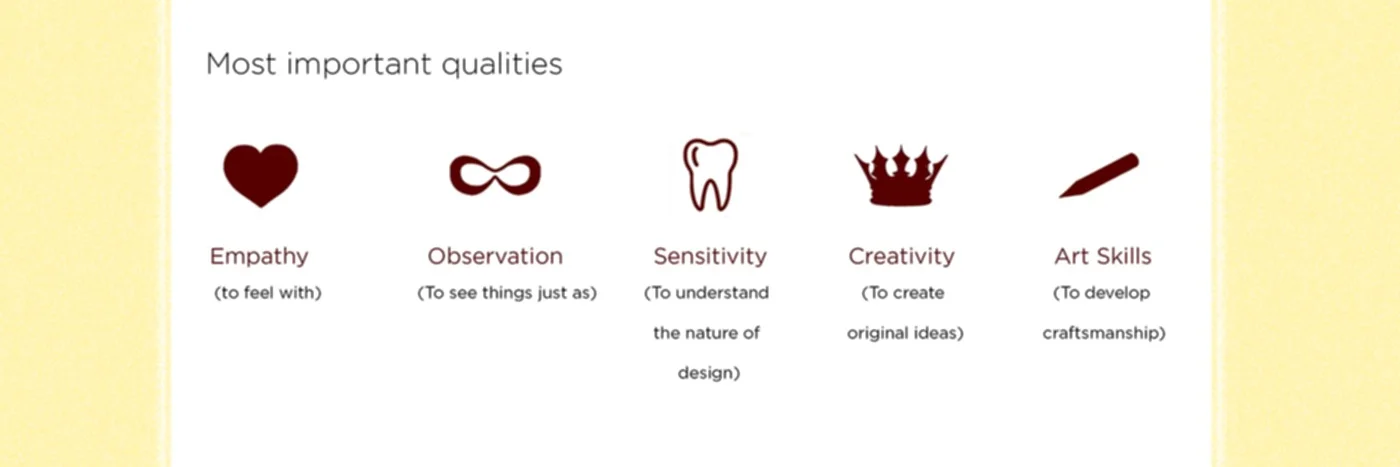 Most important qualities
Empathy
(to feel with)
Observation
(To see things just as)
Sensitivity
(To understand
the nature of
design)
Creativity
(To create
original ideas)
Art Skills
(To develop
craftsmanship)